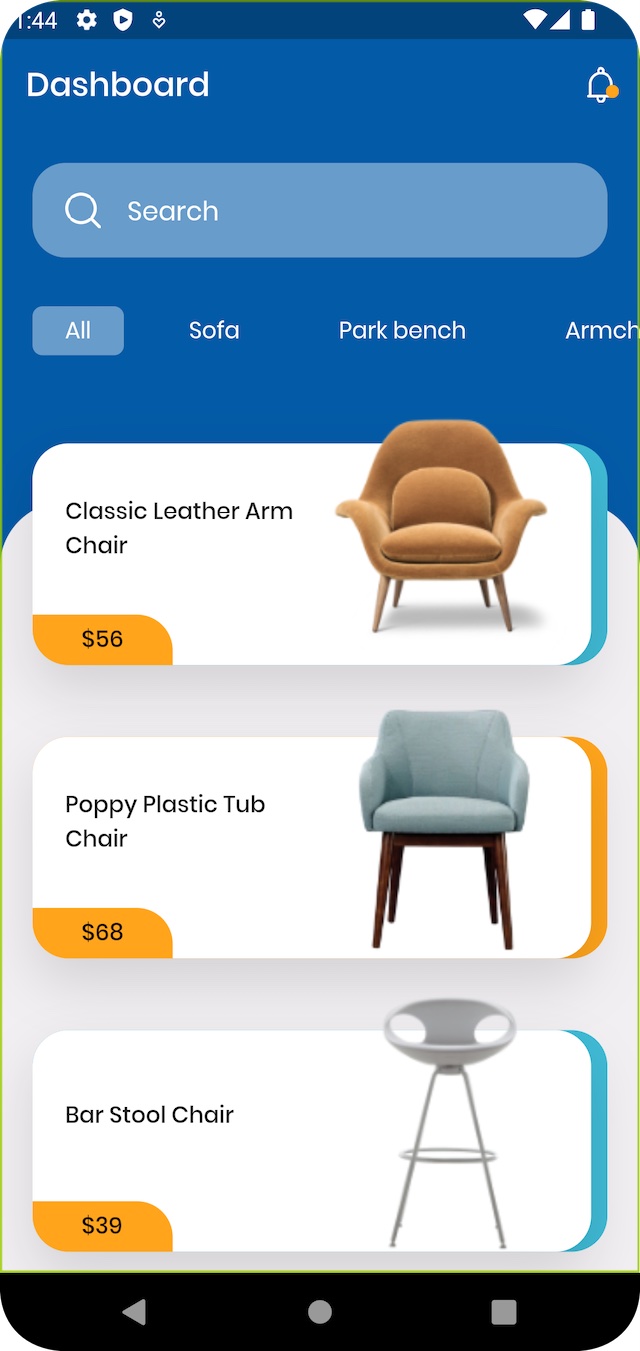 1:44
Dashboard
Search
All Sofa Park bench Armch
Classic Leather Arm
Chair
$56
Poppy Plastic Tub
Chair
$68
Bar Stool Chair
$39